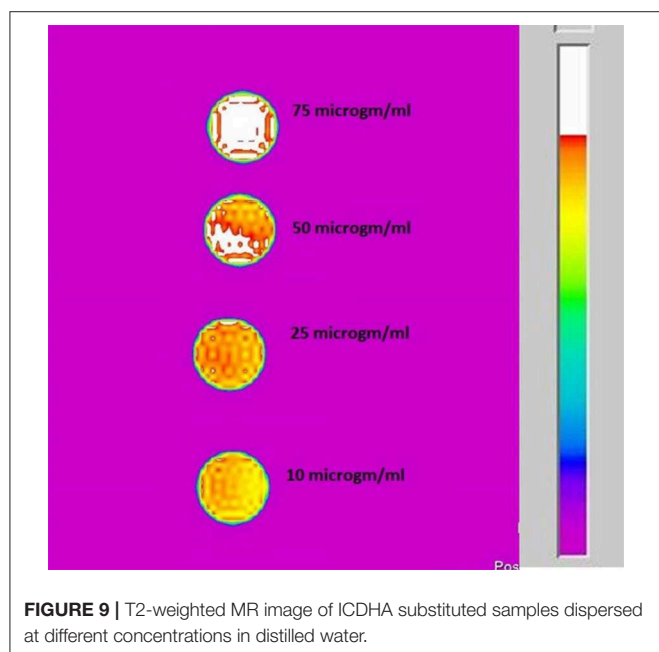 75 microgm/ml
50 microgm/ml
25 microgm/ml
10 microgm/ml
Pos
FIGURE 9 | T2-weighted MR image of ICDHA substituted samples dispersed
at different concentrations in distilled water.